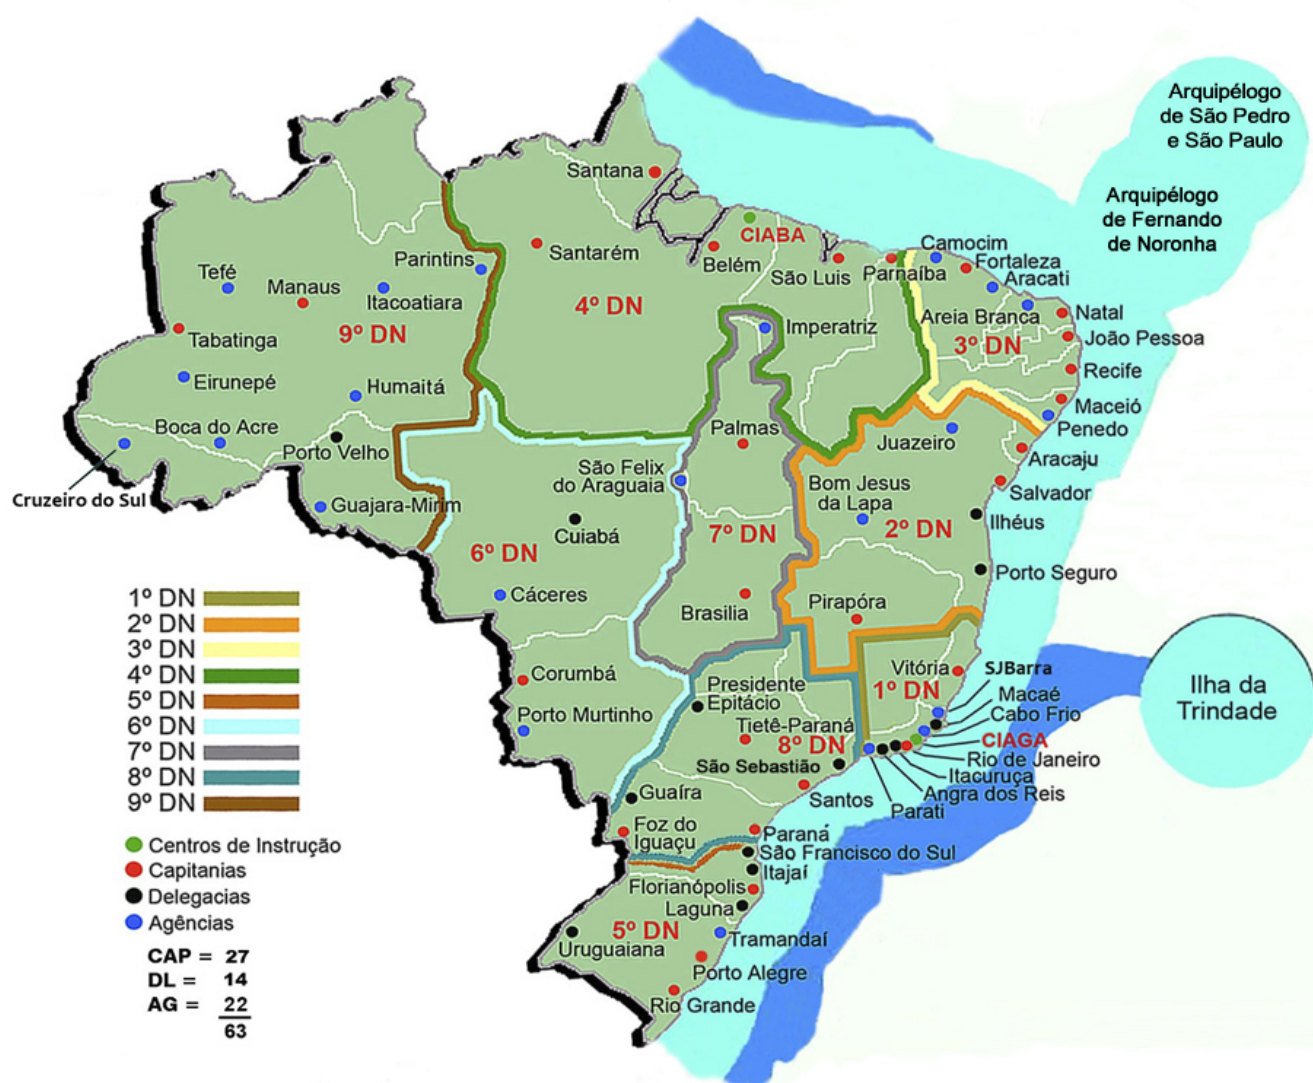 Arquipélogo
de São Pedro
e São Paulo
Arquipélogo
de Fernando
de Noronha
Santana
CIABA
Santarém
Belém
São Luis
Parnaíba
Camocim
Fortaleza
Aracati
Areia Branca
Natal
João Pessoa
3º DN
Recife
Maceió
Penedo
Parintins
Tefé
Manaus
Itacoatiara
4º DN
Imperatriz
9º DN
Tabatinga
Eirunepé
Humaitá
Boca do Acre
Porto Velho
Cruzeiro do Sul
Guajara-Mirim
Palmas
Juazeiro
Aracaju
São Felix
do Araguaia
Bom Jesus
da Lapa
Salvador
Ilhéus
Cuiabá
7º DN
2º DN
6º DN
Porto Seguro
Cáceres
Brasilia
Pirapóra
1º DN
2º DN
3º DN
4º DN
5º DN
6º DN
7º DN
8º DN
9º DN
Corumbá
Porto Murtinho
Presidente
Epitácio
Tietê-Paraná
8º DN
São Sebastião
Vitória
1º DN
SJBarra
Macaé
Cabo Frio
CIAGA
Rio de Janeiro
Itacuruça
Angra dos Reis
Parati
Ilha da
Trindade
Guaíra
Santos
Foz do
Iguaçu
Paraná
São Francisco do Sul
Itajaí
Florianópolis
Laguna
5º DN
Uruguaiana
Tramandaí
Porto Alegre
Rio Grande
Centros de Instrução
Capitanias
Delegacias
Agências
CAP = 27
DL = 14
AG = 22
63